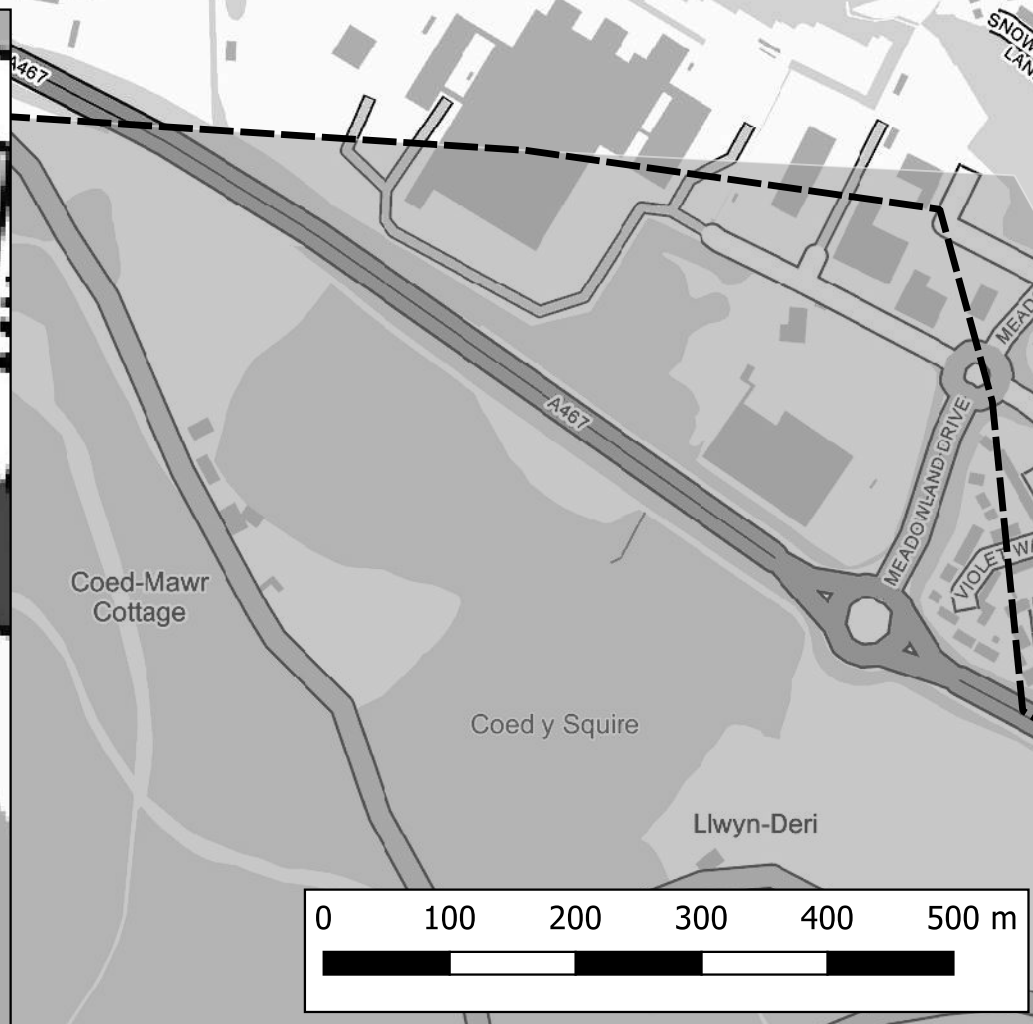 SNOW
LAN
A467
MEAD
A467
MEADOWLAND DRIVE
VIOLET WA
Coed-Mawr
Cottage
Coed y Squire
Llwyn-Deri
0 100 200 300 400 500 m